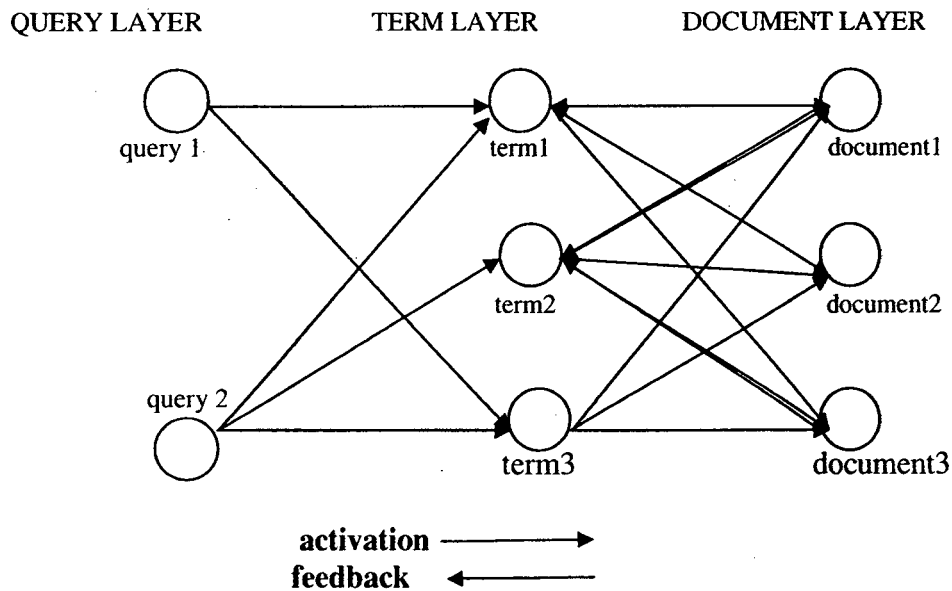 QUERY LAYER TERM LAYER DOCUMENT LAYER
query 1 term1 document1
term2 document2
query 2
term3 document3
activation
feedback